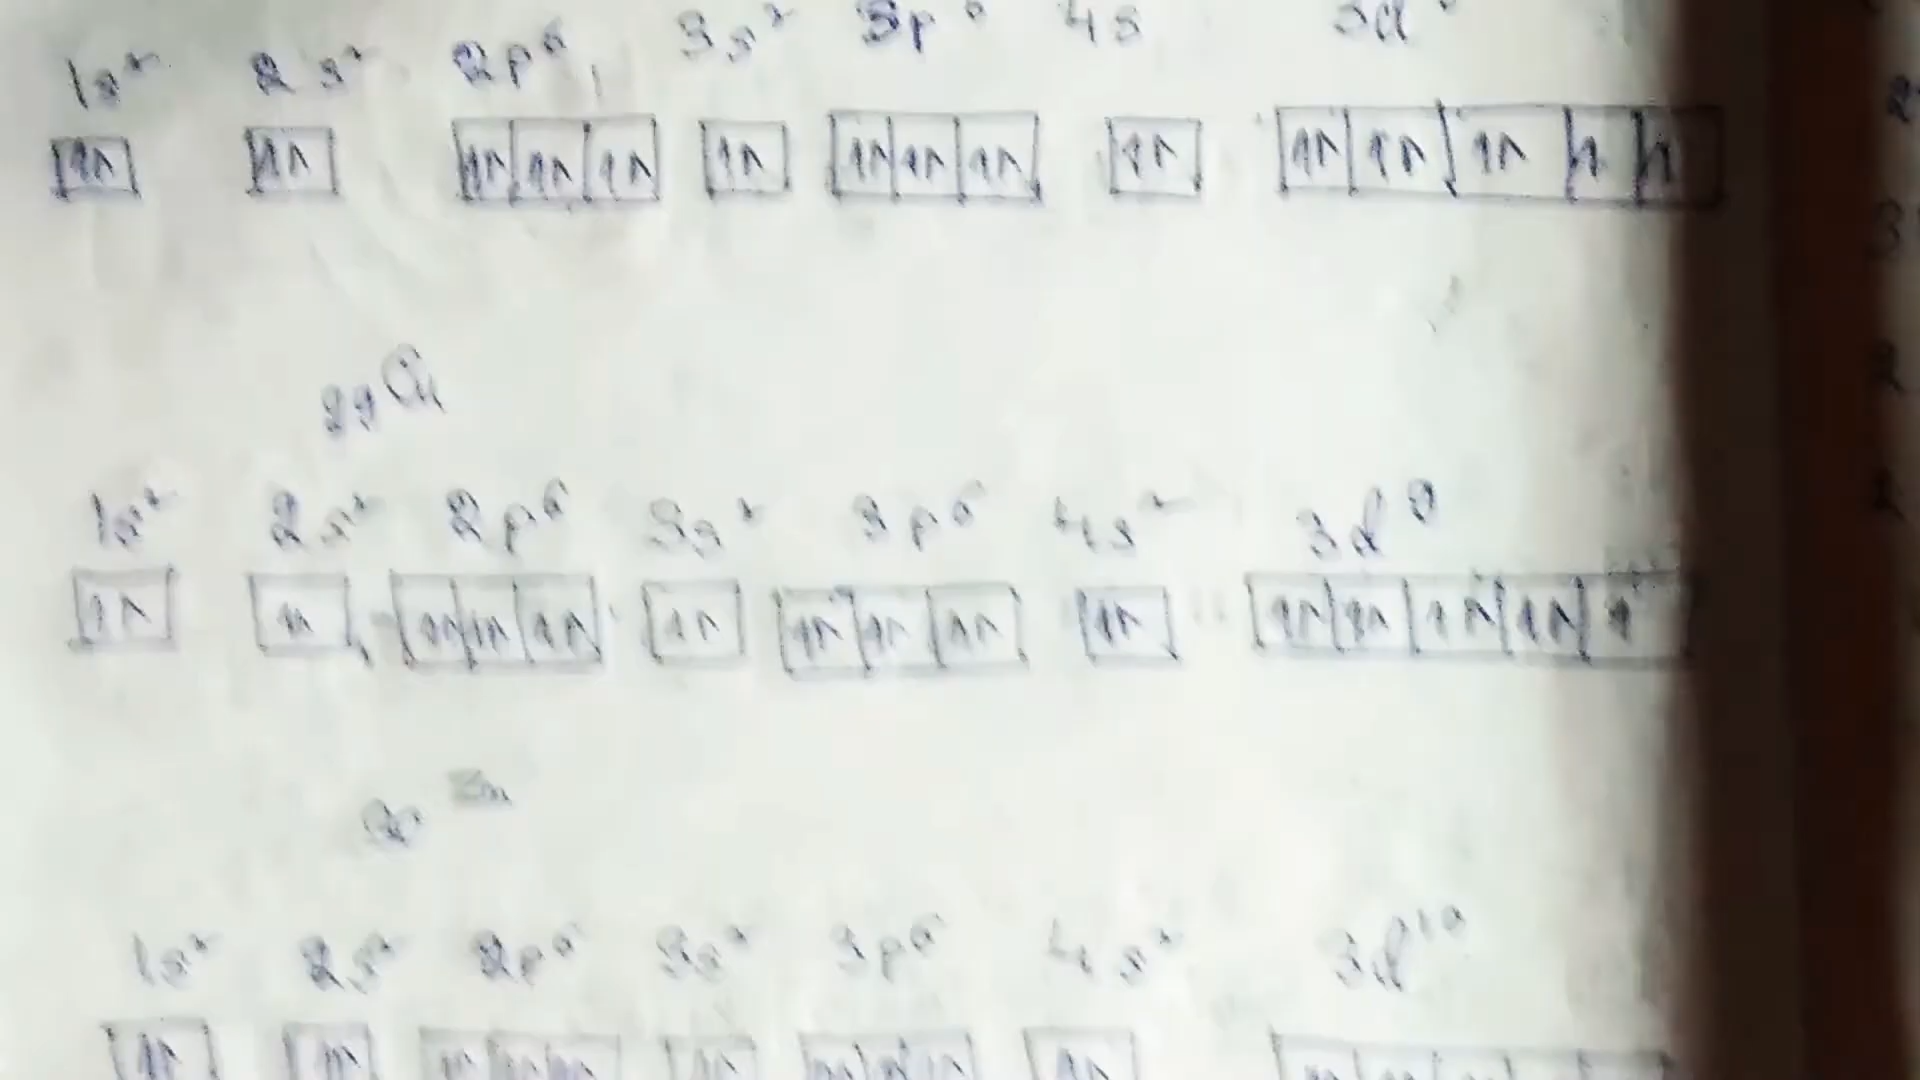 1s² 2s² 2p⁶ 3s² 3p⁶ 4s 3d
29Cu
1s² 2s² 2p⁶ 3s² 3p⁶ 4s² 3d⁹
Zn
1s² 2s² 2p⁶ 3s² 3p⁶ 4s² 3d¹⁰